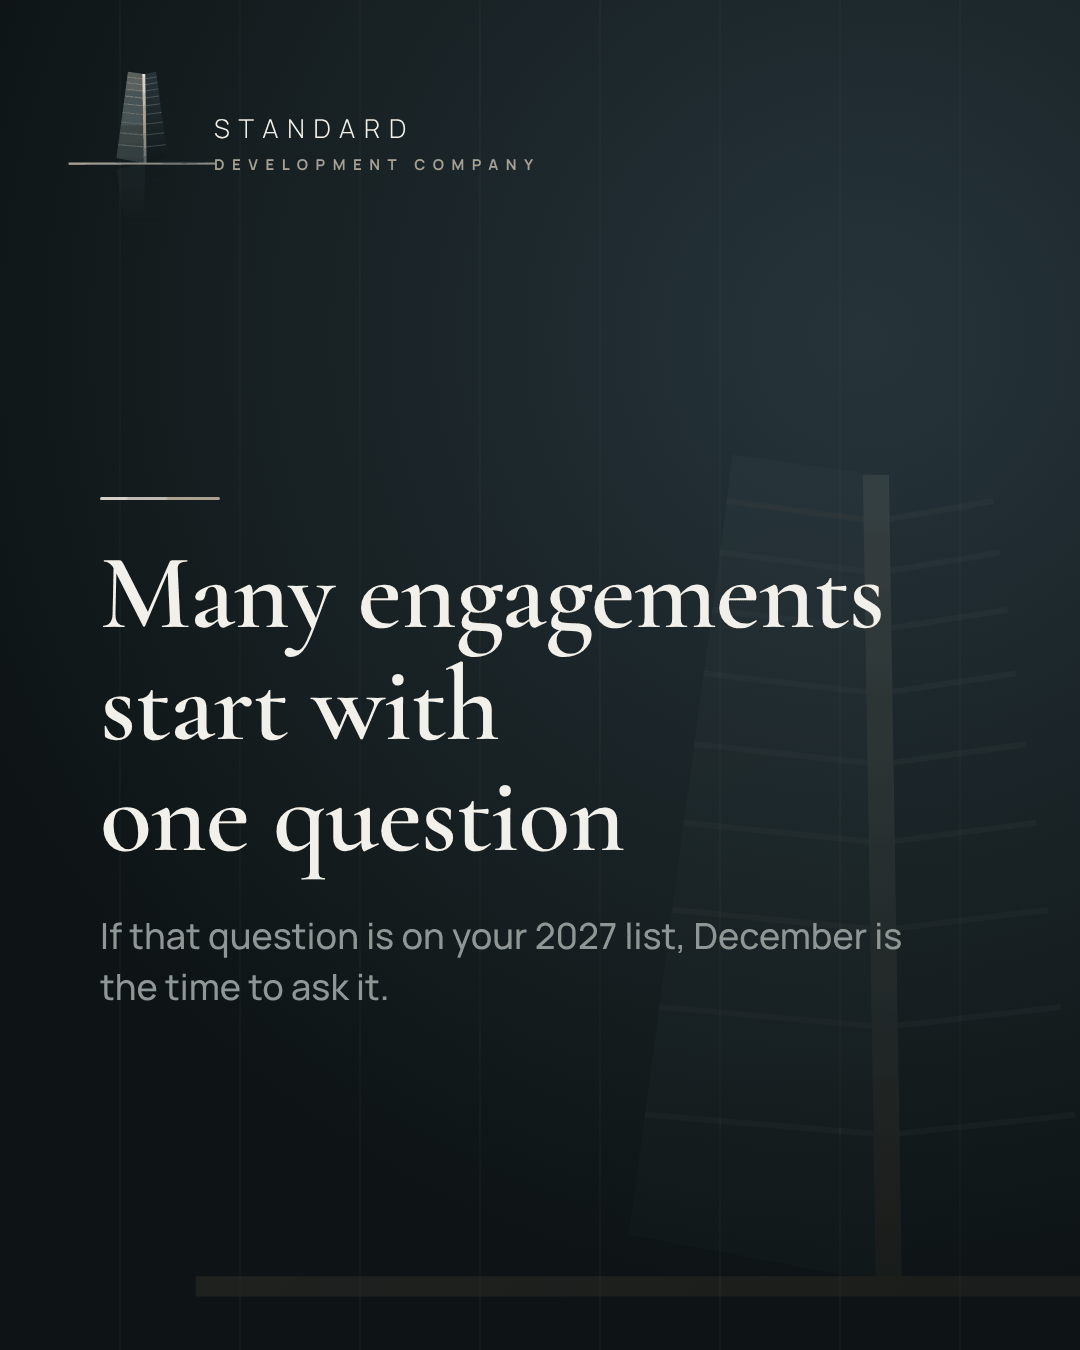 STANDARD
DEVELOPMENT COMPANY
Many engagements
start with
one question
If that question is on your 2027 list, December is
the time to ask it.